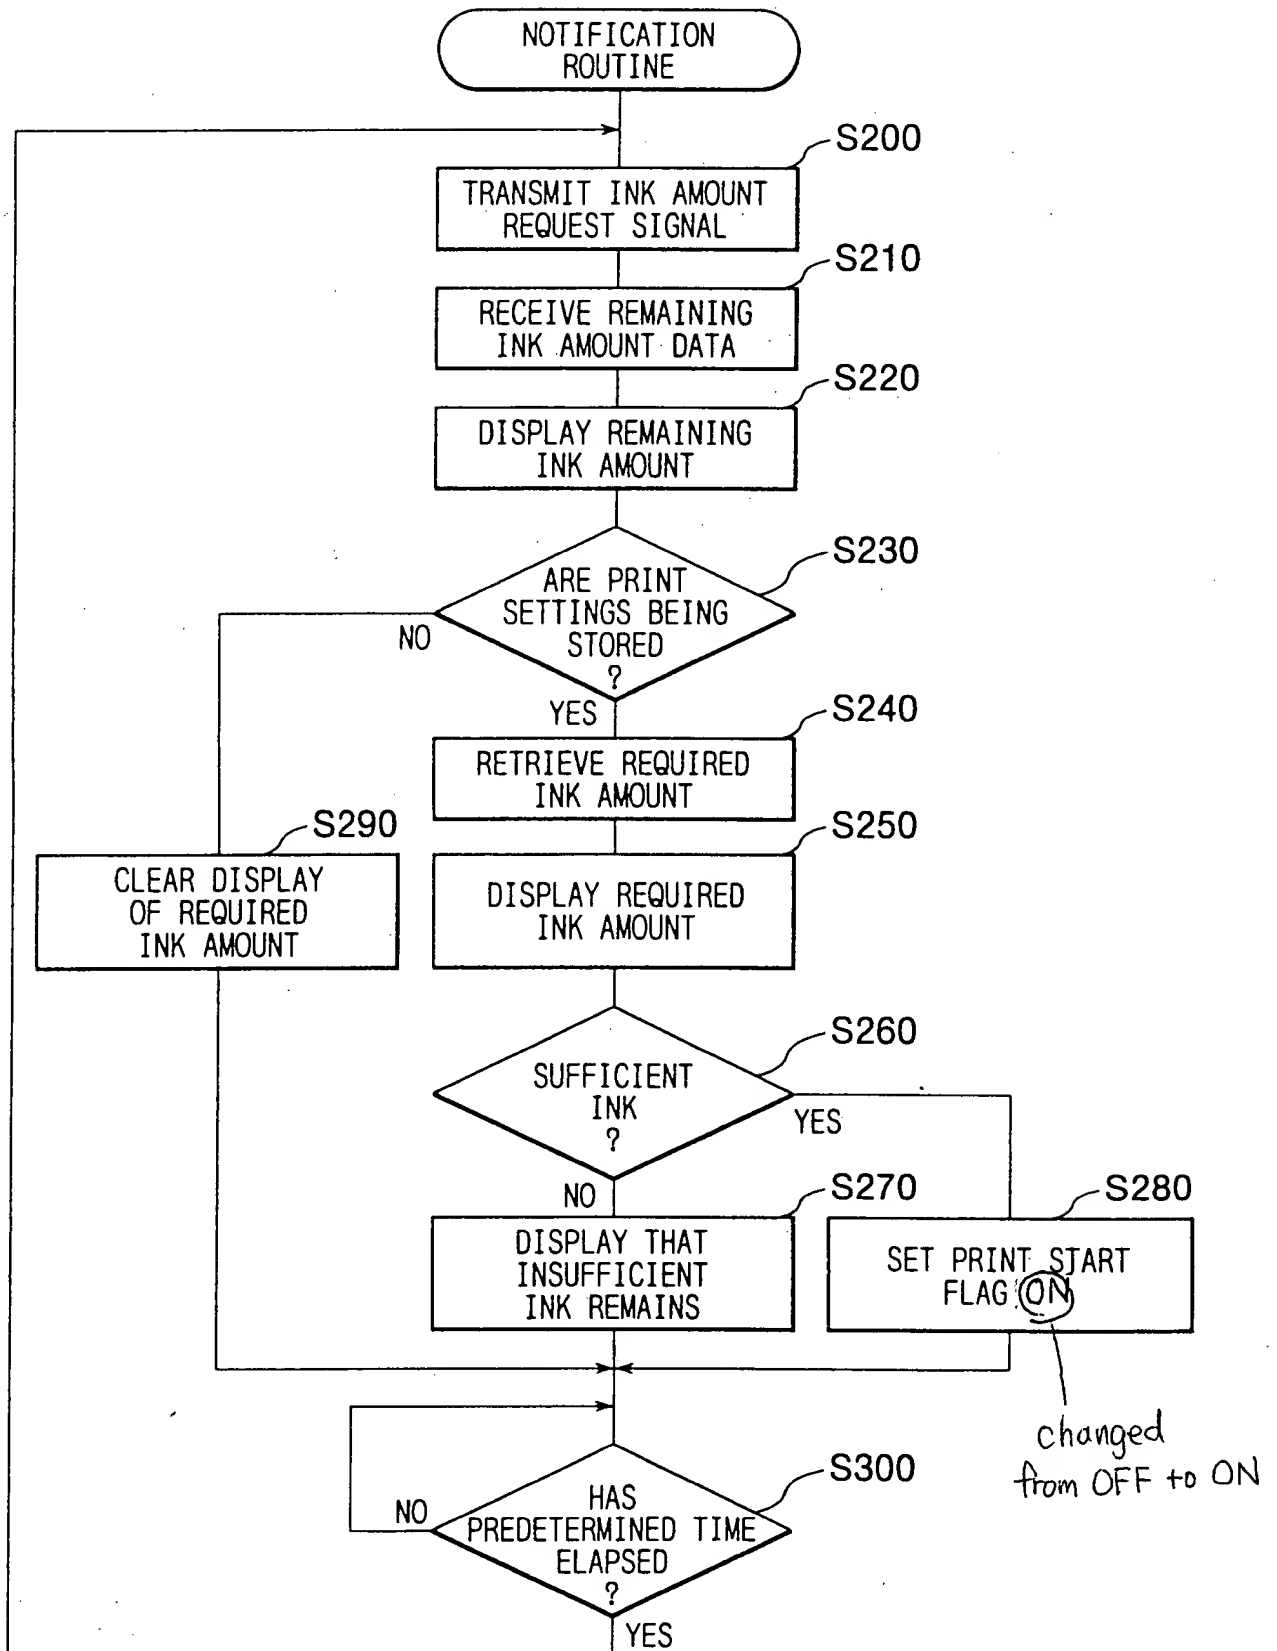 NOTIFICATION
ROUTINE
S200
TRANSMIT INK AMOUNT
REQUEST SIGNAL
S210
RECEIVE REMAINING
INK AMOUNT DATA
S220
DISPLAY REMAINING
INK AMOUNT
S230
ARE PRINT
SETTINGS BEING
STORED
?
NO
YES
S240
RETRIEVE REQUIRED
INK AMOUNT
S290
CLEAR DISPLAY
OF REQUIRED
INK AMOUNT
S250
DISPLAY REQUIRED
INK AMOUNT
S260
SUFFICIENT
INK
?
YES
NO
S270
DISPLAY THAT
INSUFFICIENT
INK REMAINS
S280
SET PRINT START
FLAG ON
changed
from OFF to ON
S300
HAS
PREDETERMINED TIME
ELAPSED
?
NO
YES